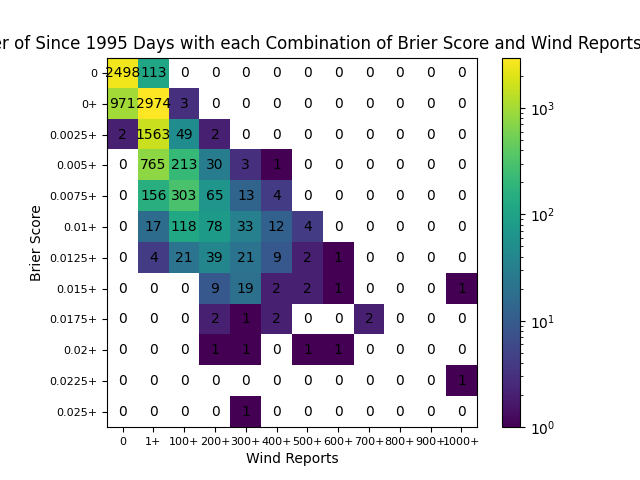 er of Since 1995 Days with each Combination of Brier Score and Wind Reports
0 2498 113 0 0 0 0 0 0 0 0 0 0
0+ 971 2974 3 0 0 0 0 0 0 0 0 0
0.0025+ 2 1563 49 2 0 0 0 0 0 0 0 0
0.005+ 0 765 213 30 3 1 0 0 0 0 0 0
0.0075+ 0 156 303 65 13 4 0 0 0 0 0 0
0.01+ 0 17 118 78 33 12 4 0 0 0 0 0
0.0125+ 0 4 21 39 21 9 2 1 0 0 0 0
0.015+ 0 0 0 9 19 2 2 1 0 0 0 1
0.0175+ 0 0 0 2 1 2 0 0 2 0 0 0
0.02+ 0 0 0 1 1 0 1 1 0 0 0 0
0.0225+ 0 0 0 0 0 0 0 0 0 0 0 1
0.025+ 0 0 0 0 1 0 0 0 0 0 0 0
0 1+ 100+ 200+ 300+ 400+ 500+ 600+ 700+ 800+ 900+ 1000+
Wind Reports
Brier Score
10³
10²
10¹
10⁰